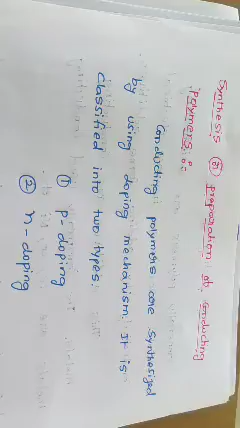 Synthesis (or) preparation of conducting
polymers :-
Conducting polymers are synthesized
by using doping mechanism. It is
classified into two types.
① p-doping
② n-doping